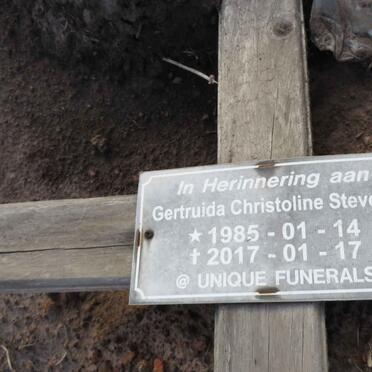 In Herinnering aan
Gertruida Christoline
★ 1985 - 01 - 14
† 2017 - 01 - 17
@ UNIQUE FUNERALS